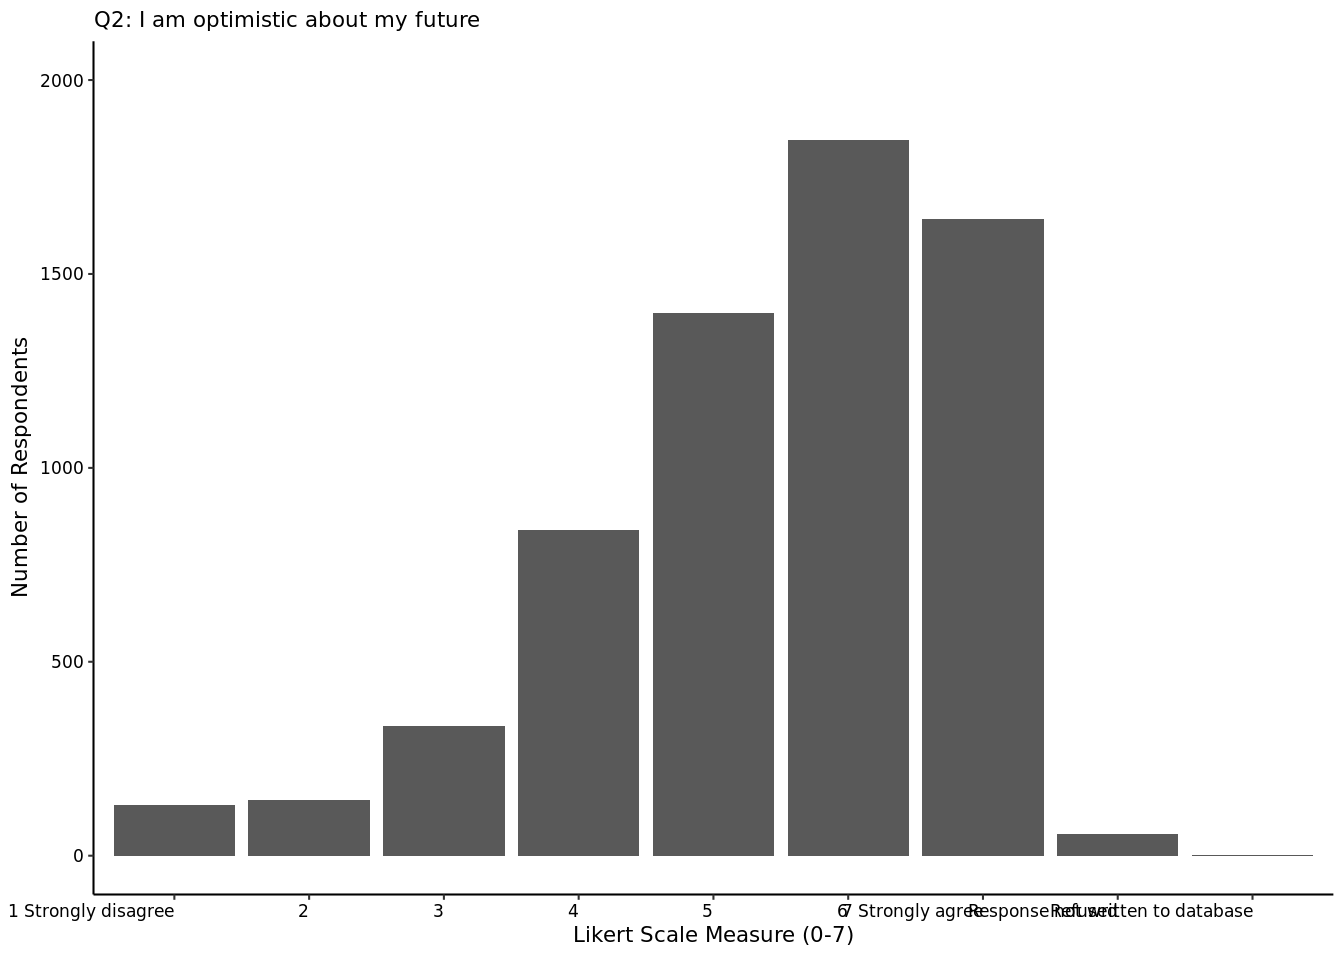 Q2: I am optimistic about my future
2000
1500
1000
500
0
Number of Respondents
1 Strongly disagree 2 3 4 5 6 7 Strongly agree Refused Response not written to database
Likert Scale Measure (0-7)